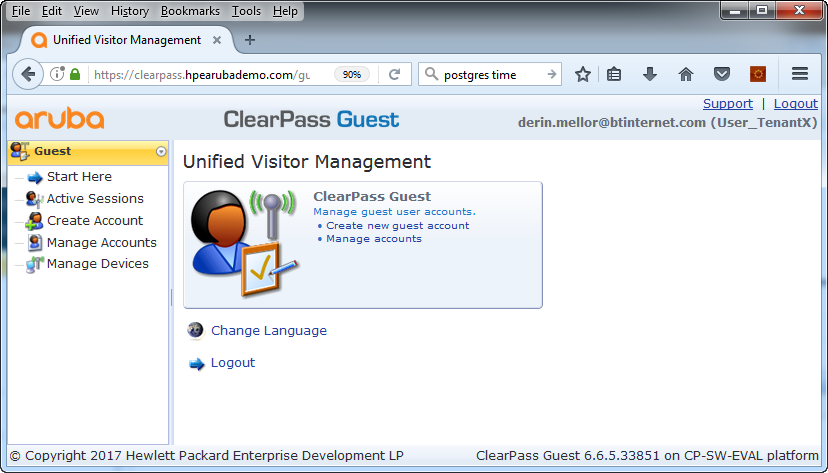 File Edit View History Bookmarks Tools Help
Unified Visitor Management
https://clearpass.hpearubademo.com/gu 90% postgres time
Support | Logout
aruba ClearPass Guest
derin.mellor@btinternet.com (User_TenantX)
Guest
Start Here
Active Sessions
Create Account
Manage Accounts
Manage Devices
Unified Visitor Management
ClearPass Guest
Manage guest user accounts.
• Create new guest account
• Manage accounts
Change Language
Logout
© Copyright 2017 Hewlett Packard Enterprise Development LP ClearPass Guest 6.6.5.33851 on CP-SW-EVAL platform